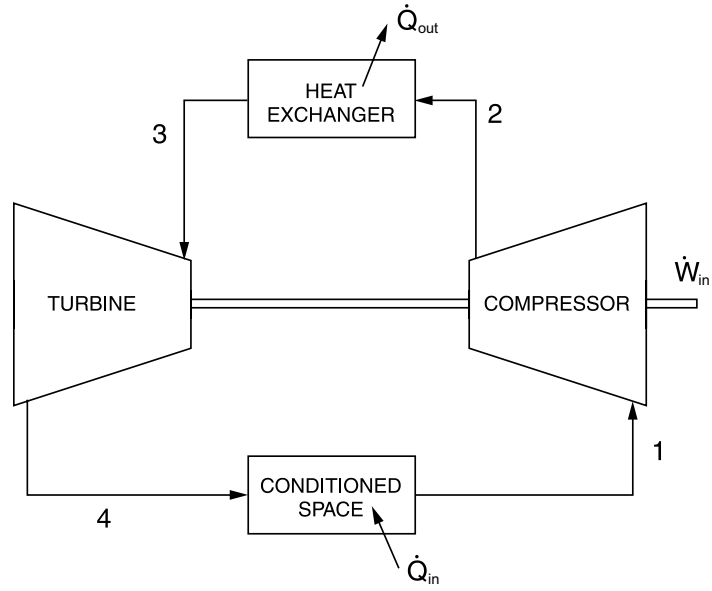 Q̇out
HEAT
EXCHANGER
2
3
Ẇin
TURBINE
COMPRESSOR
1
CONDITIONED
SPACE
4
Q̇in